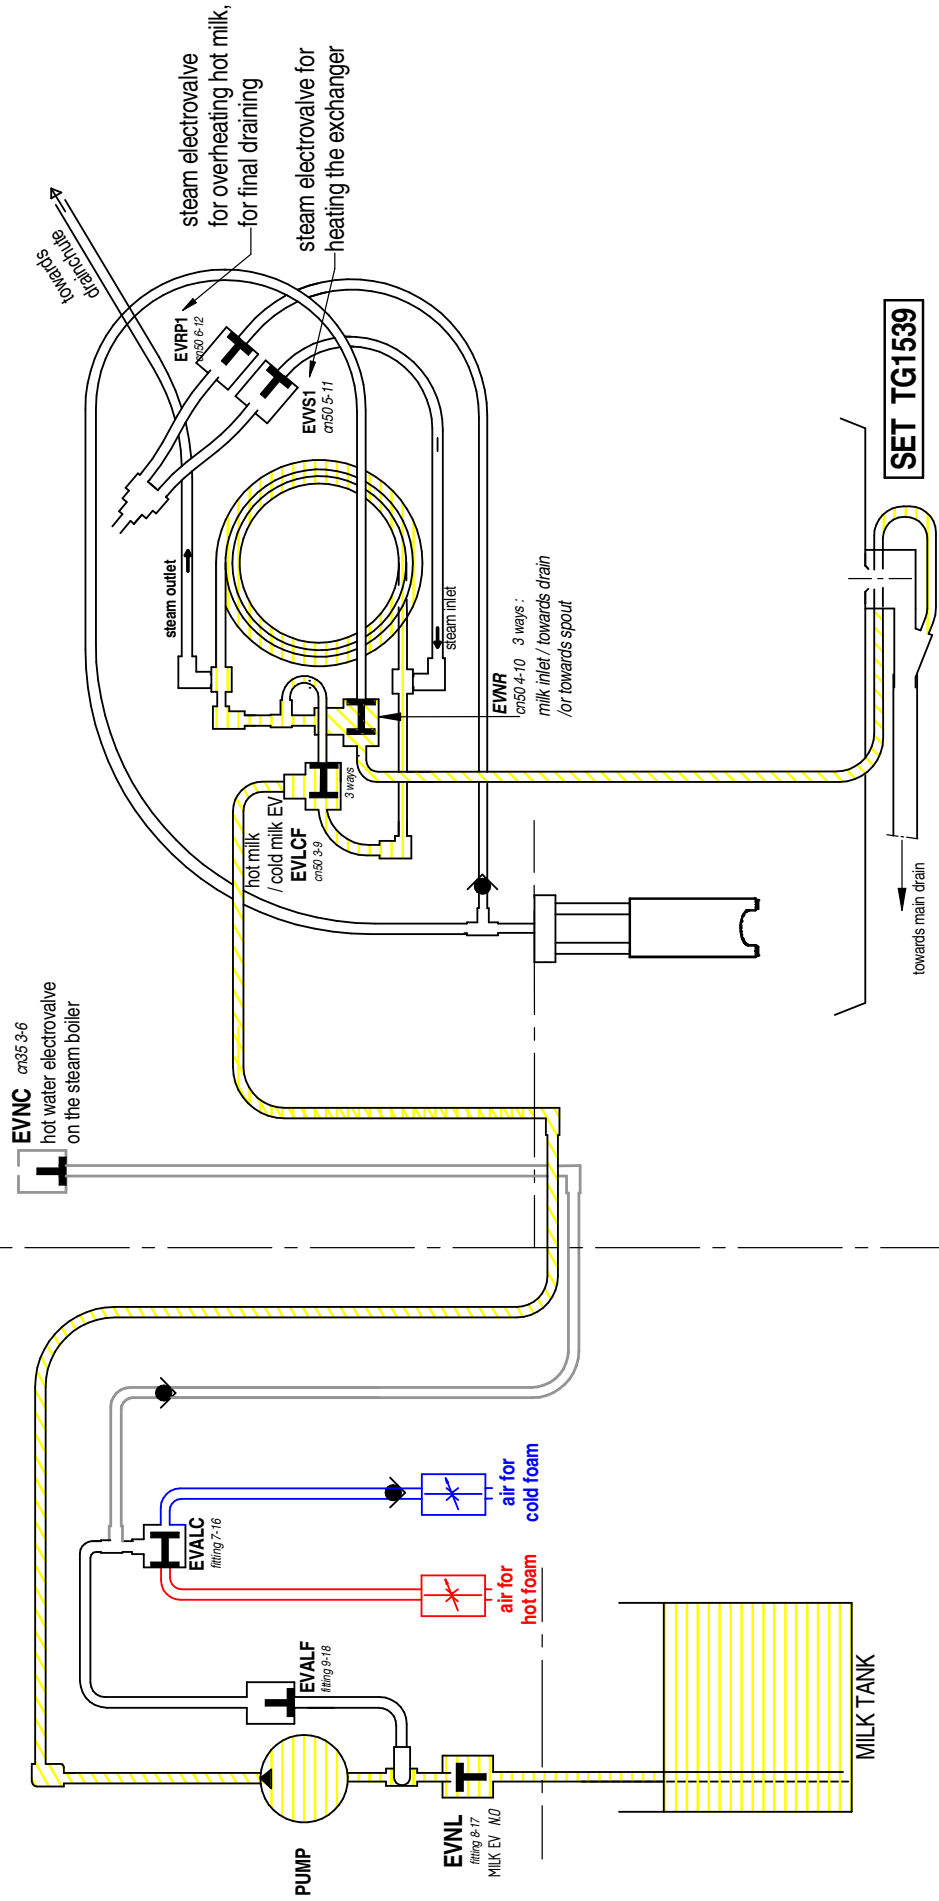 steam electrovalve
for overheating hot milk,
for final draining
steam electrovalve for
heating the exchanger
towards
drainchute
EVRP1
cn50 6-12
EVVS1
cn50 5-11
steam outlet
steam inlet
EVNR
cn50 4-10 3 ways :
milk inlet / towards drain
/or towards spout
SET TG1539
3 ways
hot milk
/ cold milk EV
EVLCF
cn50 3-9
towards main drain
EVNC cn35 3-6
hot water electrovalve
on the steam boiler
EVALC
fitting 7-16
air for
cold foam
air for
hot foam
EVALF
fitting 9-18
PUMP
EVNL
fitting 8-17
MILK EV N.O
MILK TANK